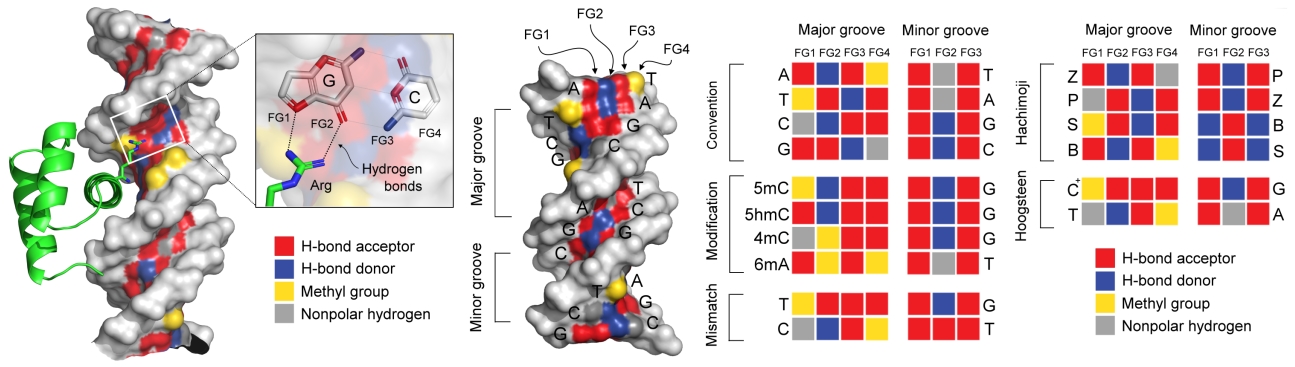 G
C
FG1
FG2
FG3
FG4
Arg
Hydrogen
bonds
H-bond acceptor
H-bond donor
Methyl group
Nonpolar hydrogen
Major groove
Minor groove
FG1
FG2
FG3
FG4
A
T
T
A
C
G
G
C
A
T
G
C
C
G
T
A
C
G
G
C
Major groove
Minor groove
FG1 FG2 FG3 FG4 FG1 FG2 FG3
Convention
A T
T A
C G
G C
Modification
5mC G
5hmC G
4mC G
6mA T
Mismatch
T G
C T
Major groove
Minor groove
FG1 FG2 FG3 FG4 FG1 FG2 FG3
Hachimoji
Z P
P Z
S B
B S
Hoogsteen
C+ G
T A
H-bond acceptor
H-bond donor
Methyl group
Nonpolar hydrogen